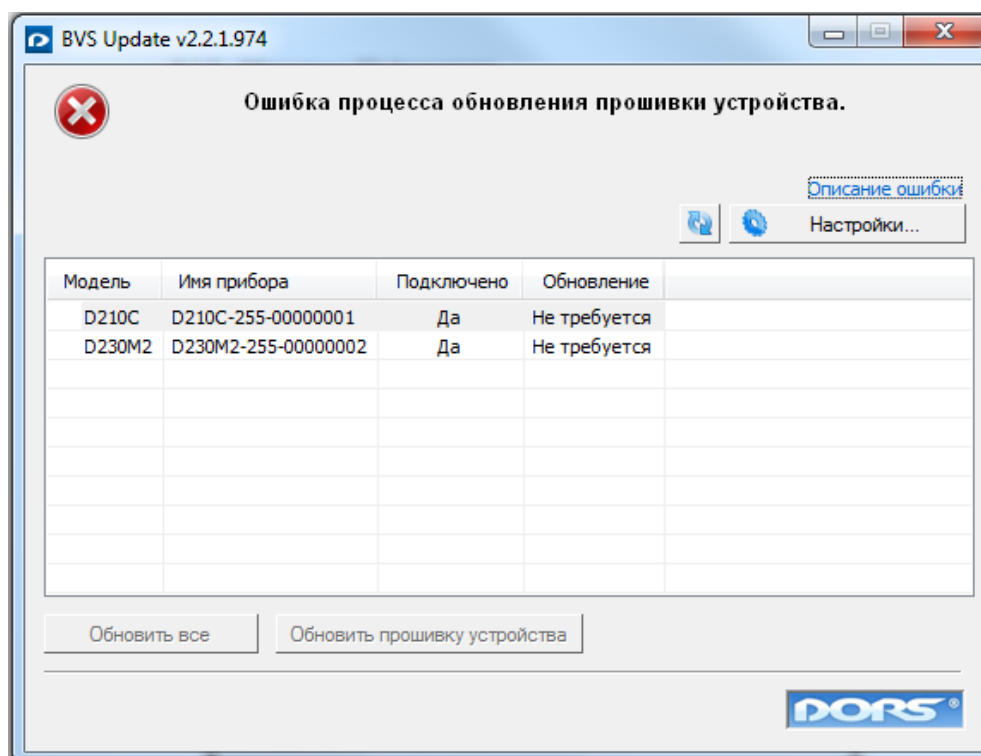 BVS Update v2.2.1.974
Ошибка процесса обновления прошивки устройства.
Описание ошибки
Настройки...
Модель Имя прибора Подключено Обновление
D210C D210C-255-00000001 Да Не требуется
D230M2 D230M2-255-00000002 Да Не требуется
Обновить все Обновить прошивку устройства
DORS®